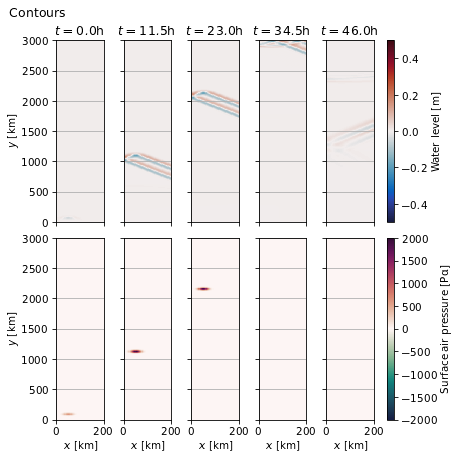 Contours
t = 0.0h
t = 11.5h
t = 23.0h
t = 34.5h
t = 46.0h
3000
2500
2000
1500
1000
500
0
y [km]
0.4
0.2
0.0
−0.2
−0.4
Water level [m]
3000
2500
2000
1500
1000
500
0
y [km]
2000
1500
1000
500
0
−500
−1000
−1500
−2000
Surface air pressure [Pa]
0 200 0 200 0 200 0 200 0 200
x [km] x [km] x [km] x [km] x [km]